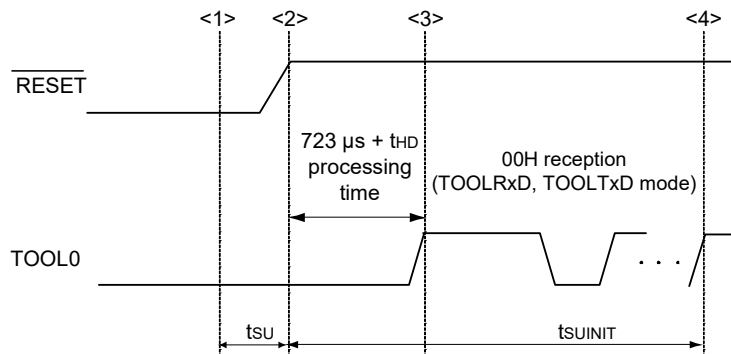 <1> <2> <3> <4>
RESET
723 µs + tHD
processing
time
00H reception
(TOOLRxD, TOOLTxD mode)
TOOL0
. . .
tSU
tSUINIT